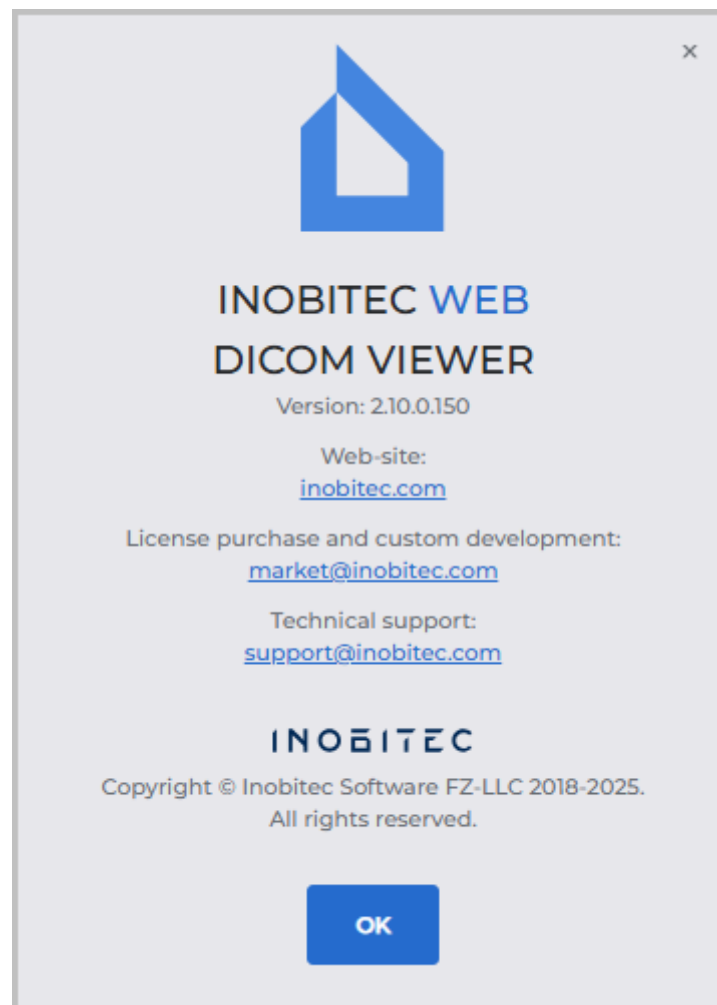 ×
INOBITEC WEB
DICOM VIEWER
Version: 2.10.0.150
Web-site:
inobitec.com
License purchase and custom development:
market@inobitec.com
Technical support:
support@inobitec.com
INOBITEC
Copyright © Inobitec Software FZ-LLC 2018-2025.
All rights reserved.
OK